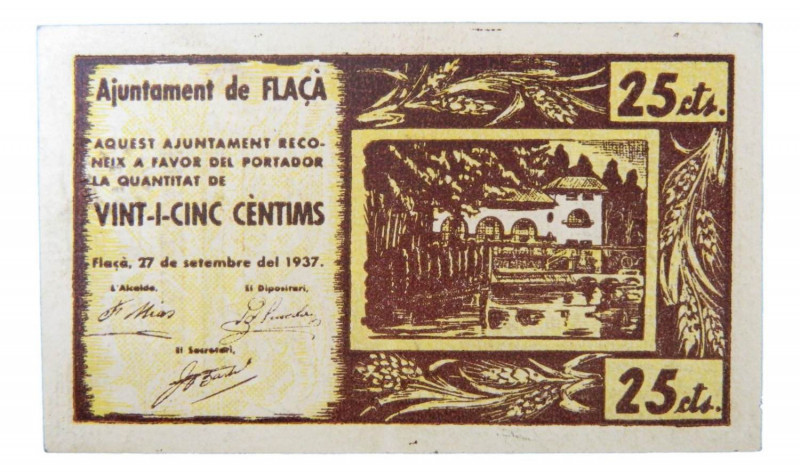 Ajuntament de FLAÇÀ
AQUEST AJUNTAMENT RECO-
NEIX A FAVOR DEL PORTADOR
LA QUANTITAT DE
VINT-I-CINC CÈNTIMS
Flaçà, 27 de setembre del 1937.
L'Alcalde, El Dipositari,
El Secretari,
25 cts.
25 cts.